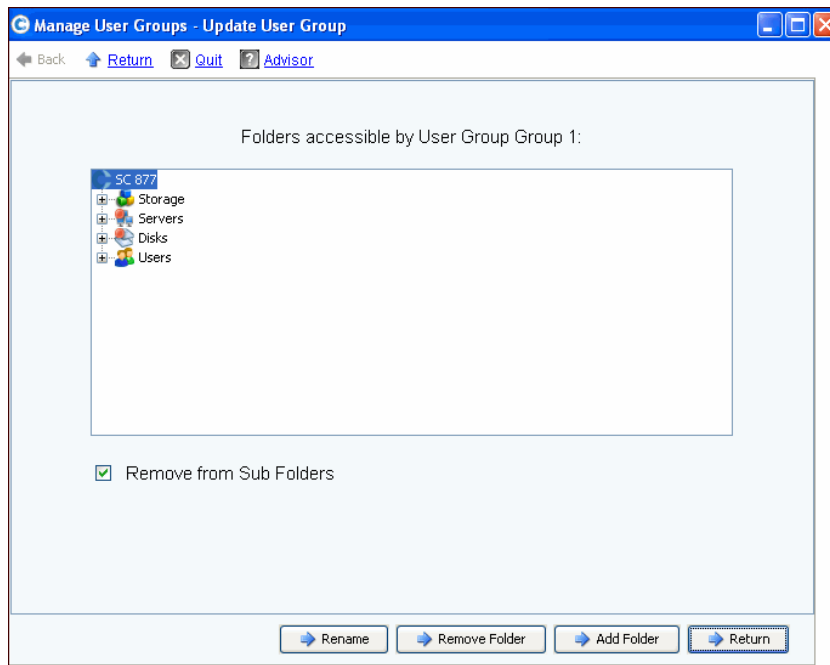 Manage User Groups - Update User Group
Back Return Quit ? Advisor
Folders accessible by User Group Group 1:
SC 877
Storage
Servers
Disks
Users
Remove from Sub Folders
Rename Remove Folder Add Folder Return